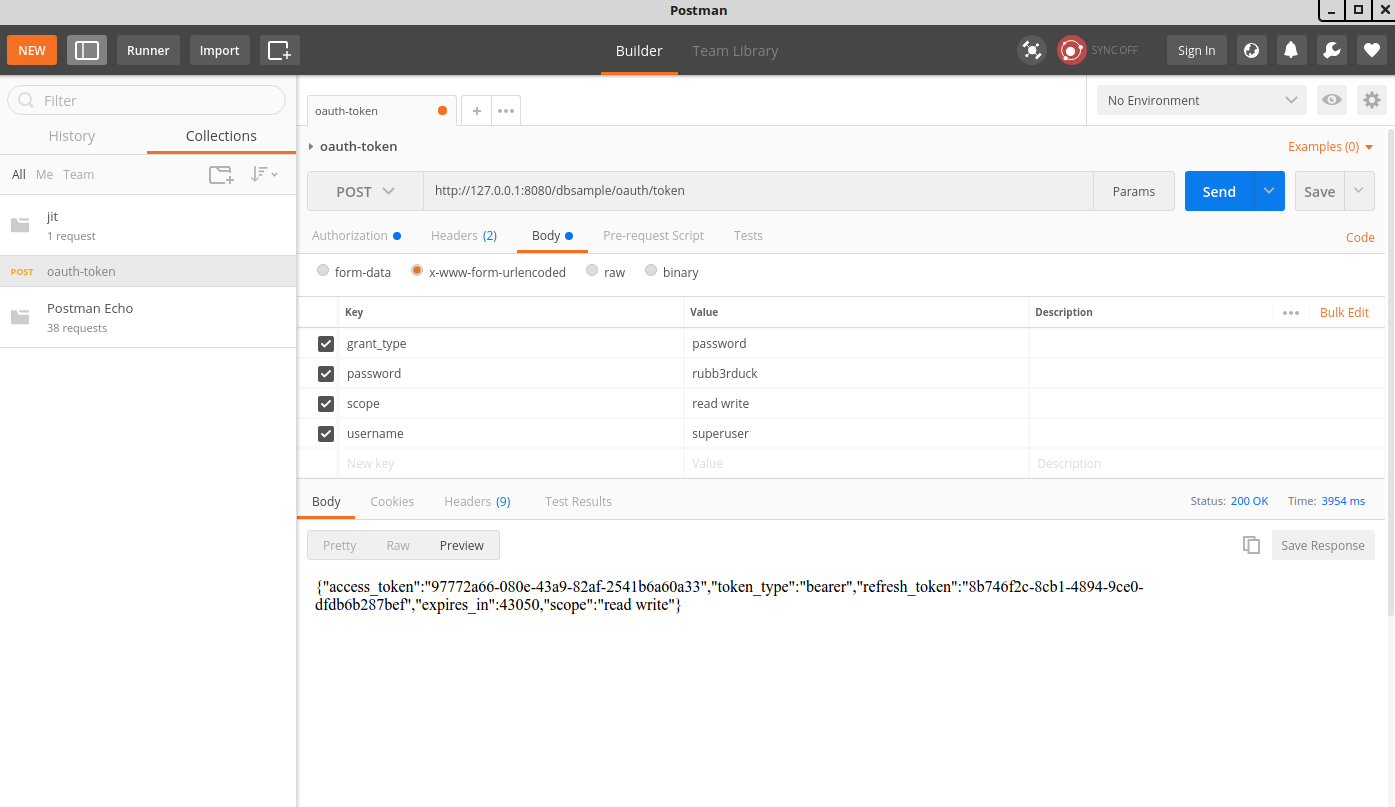 Postman
NEW Runner Import Builder Team Library SYNC OFF Sign In
Filter
History Collections
All Me Team
jit
1 request
POST oauth-token
Postman Echo
38 requests
oauth-token + No Environment
oauth-token Examples (0)
POST http://127.0.0.1:8080/dbsample/oauth/token Params Send Save
Authorization Headers (2) Body Pre-request Script Tests Code
form-data x-www-form-urlencoded raw binary
Key Value Description Bulk Edit
grant_type password
password rubb3rduck
scope read write
username superuser
New key Value Description
Body Cookies Headers (9) Test Results Status: 200 OK Time: 3954 ms
Pretty Raw Preview Save Response
{"access_token":"97772a66-080e-43a9-82af-2541b6a60a33","token_type":"bearer","refresh_token":"8b746f2c-8cb1-4894-9ce0-
dfdb6b287bef","expires_in":43050,"scope":"read write"}